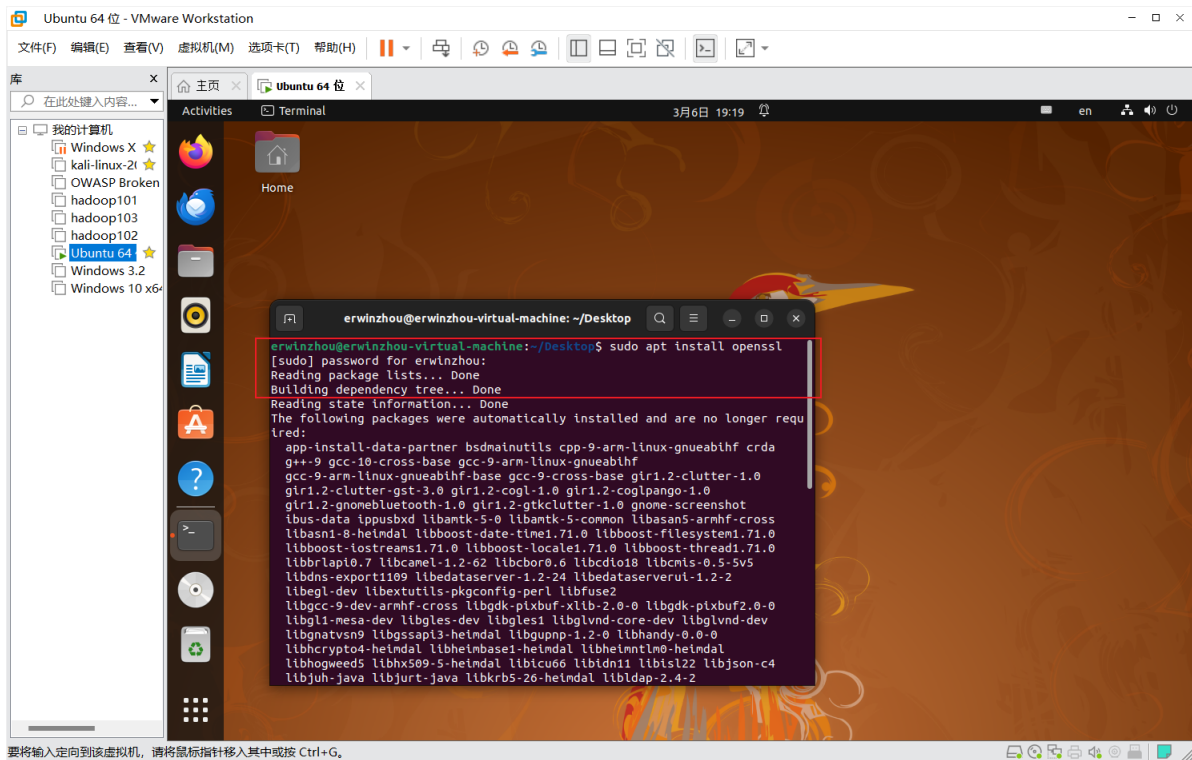 Ubuntu 64 位 - VMware Workstation
文件(F) 编辑(E) 查看(V) 虚拟机(M) 选项卡(T) 帮助(H)
库
在此处键入内容...
我的计算机
Windows X
kali-linux-20
OWASP Broken
hadoop101
hadoop103
hadoop102
Ubuntu 64
Windows 3.2
Windows 10 x64
主页
Ubuntu 64 位
Activities
Terminal
3月6日 19:19
en
Home
erwinzhou@erwinzhou-virtual-machine: ~/Desktop
erwinzhou@erwinzhou-virtual-machine:~/Desktop$ sudo apt install openssl
[sudo] password for erwinzhou:
Reading package lists... Done
Building dependency tree... Done
Reading state information... Done
The following packages were automatically installed and are no longer requ
ired:
app-install-data-partner bsdmainutils cpp-9-arm-linux-gnueabihf crda
g++-9 gcc-10-cross-base gcc-9-arm-linux-gnueabihf
gcc-9-arm-linux-gnueabihf-base gcc-9-cross-base gir1.2-clutter-1.0
gir1.2-clutter-gst-3.0 gir1.2-cogl-1.0 gir1.2-coglpango-1.0
gir1.2-gnomebluetooth-1.0 gir1.2-gtkclutter-1.0 gnome-screenshot
ibus-data ippusbxd libamtk-5-0 libamtk-5-common libasan5-armhf-cross
libasn1-8-heimdal libboost-date-time1.71.0 libboost-filesystem1.71.0
libboost-iostreams1.71.0 libboost-locale1.71.0 libboost-thread1.71.0
libbrlapi0.7 libcamel-1.2-62 libcbor0.6 libcdio18 libcmis-0.5-5v5
libdns-export1109 libedataserver-1.2-24 libedataserverui-1.2-2
libegl-dev libextutils-pkgconfig-perl libfuse2
libgcc-9-dev-armhf-cross libgdk-pixbuf-xlib-2.0-0 libgdk-pixbuf2.0-0
libgl1-mesa-dev libgles-dev libgles1 libglvnd-core-dev libglvnd-dev
libgnatvsn9 libgssapi3-heimdal libgupnp-1.2-0 libhandy-0.0-0
libhcrypto4-heimdal libheimbase1-heimdal libheimntlm0-heimdal
libhogweed5 libhx509-5-heimdal libicu66 libidn11 libisl22 libjson-c4
libjuh-java libjurt-java libkrb5-26-heimdal libldap-2.4-2
要将输入定向到该虚拟机，请将鼠标指针移入其中或按 Ctrl+G。